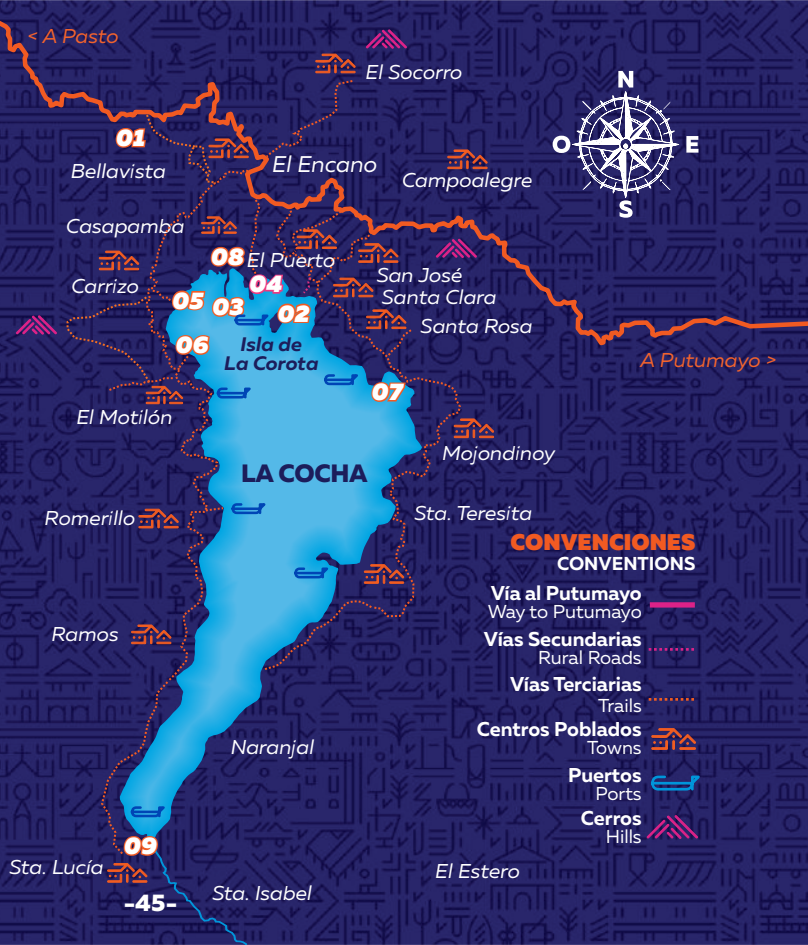 < A Pasto
El Socorro
N
01
O
E
Bellavista
El Encano
Campoalegre
S
Casapamba
08
El Puerto
San José
Carrizo
04
05
03
Santa Clara
02
Santa Rosa
06
Isla de
La Corota
A Putumayo >
07
El Motilón
Mojondinoy
LA COCHA
Romerillo
Sta. Teresita
CONVENCIONES
CONVENTIONS
Vía al Putumayo
Way to Putumayo
Vías Secundarias
Rural Roads
Ramos
Vías Terciarias
Trails
Centros Poblados
Towns
Naranjal
Puertos
Ports
Cerros
Hills
09
Sta. Lucía
El Estero
-45-
Sta. Isabel